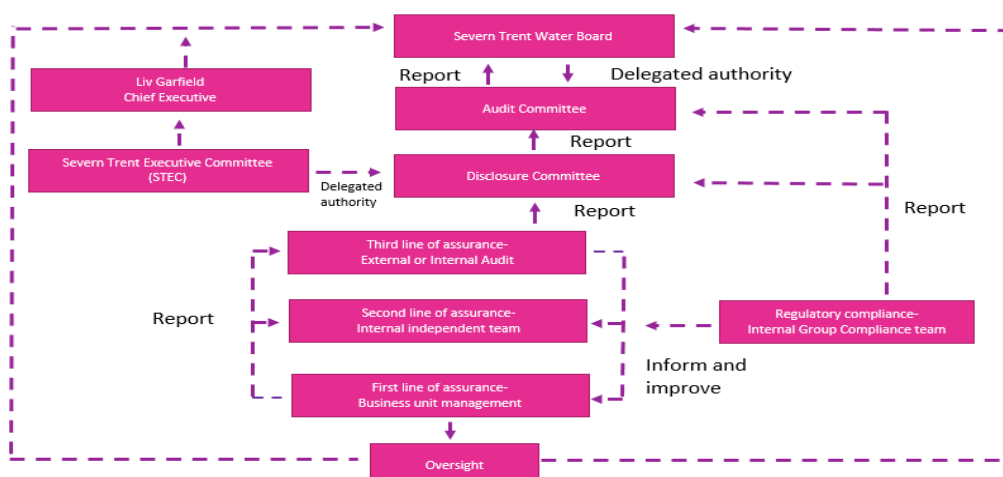 Severn Trent Water Board
Report
Delegated authority
Liv Garfield
Chief Executive
Audit Committee
Report
Severn Trent Executive Committee
(STEC)
Delegated
authority
Disclosure Committee
Report
Report
Third line of assurance-
External or Internal Audit
Report
Second line of assurance-
Internal independent team
Regulatory compliance-
Internal Group Compliance team
Inform and
improve
First line of assurance-
Business unit management
Oversight